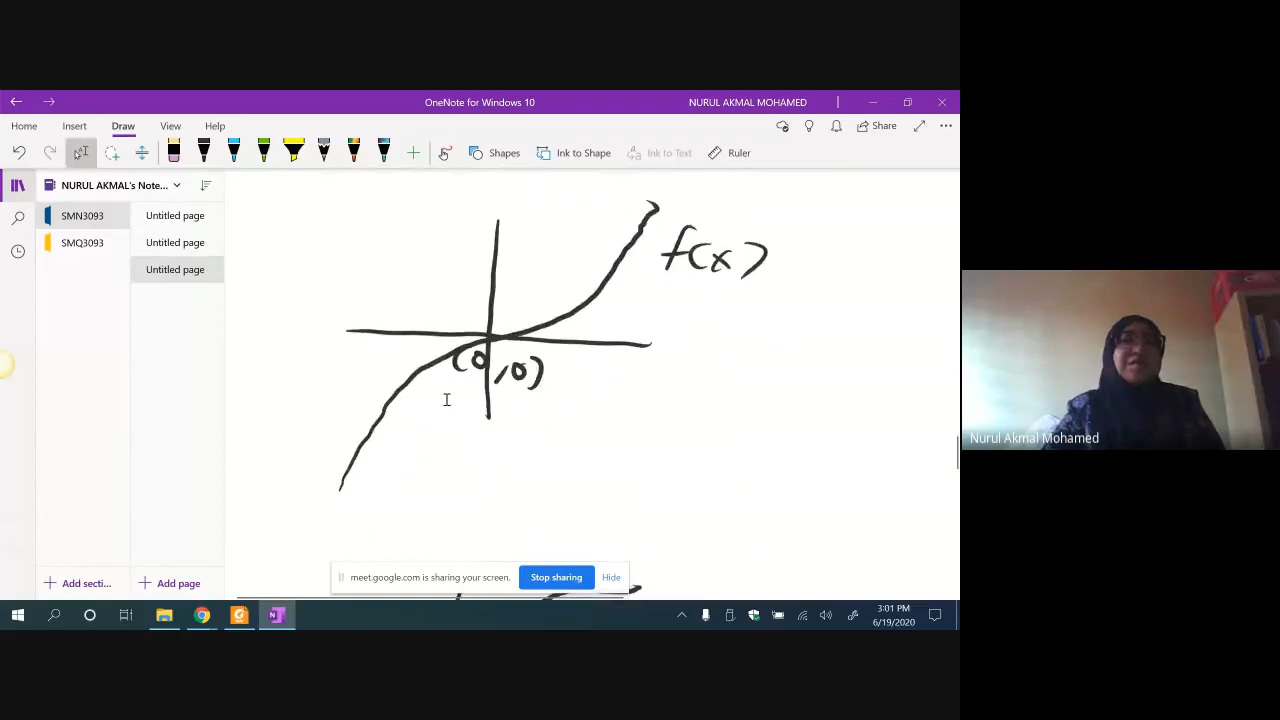 OneNote for Windows 10
NURUL AKMAL MOHAMED
Home Insert Draw View Help
Share
Shapes
Ink to Shape
Ink to Text
Ruler
NURUL AKMAL's Note...
SMN3093
SMQ3093
Untitled page
Untitled page
Untitled page
f(x)
(0,0)
Nurul Akmal Mohamed
Add secti...
Add page
meet.google.com is sharing your screen.
Stop sharing
Hide
3:01 PM
6/19/2020